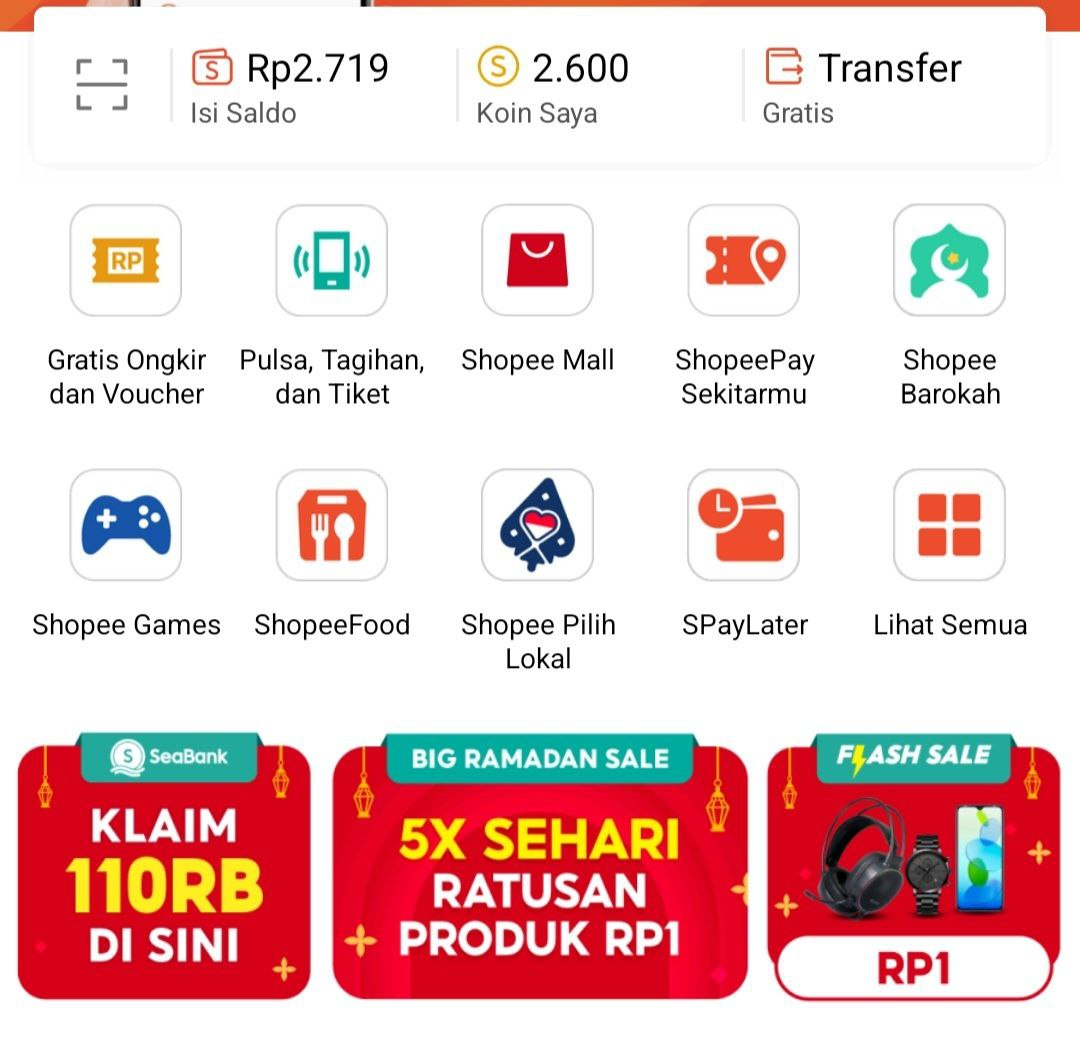 Rp2.719
Isi Saldo
2.600
Koin Saya
Transfer
Gratis
RP
Gratis Ongkir
dan Voucher
Pulsa, Tagihan,
dan Tiket
Shopee Mall
ShopeePay
Sekitarmu
Shopee
Barokah
Shopee Games
ShopeeFood
Shopee Pilih
Lokal
SPayLater
Lihat Semua
S SeaBank
KLAIM
110RB
DI SINI
BIG RAMADAN SALE
5X SEHARI
RATUSAN
PRODUK RP1
FLASH SALE
RP1